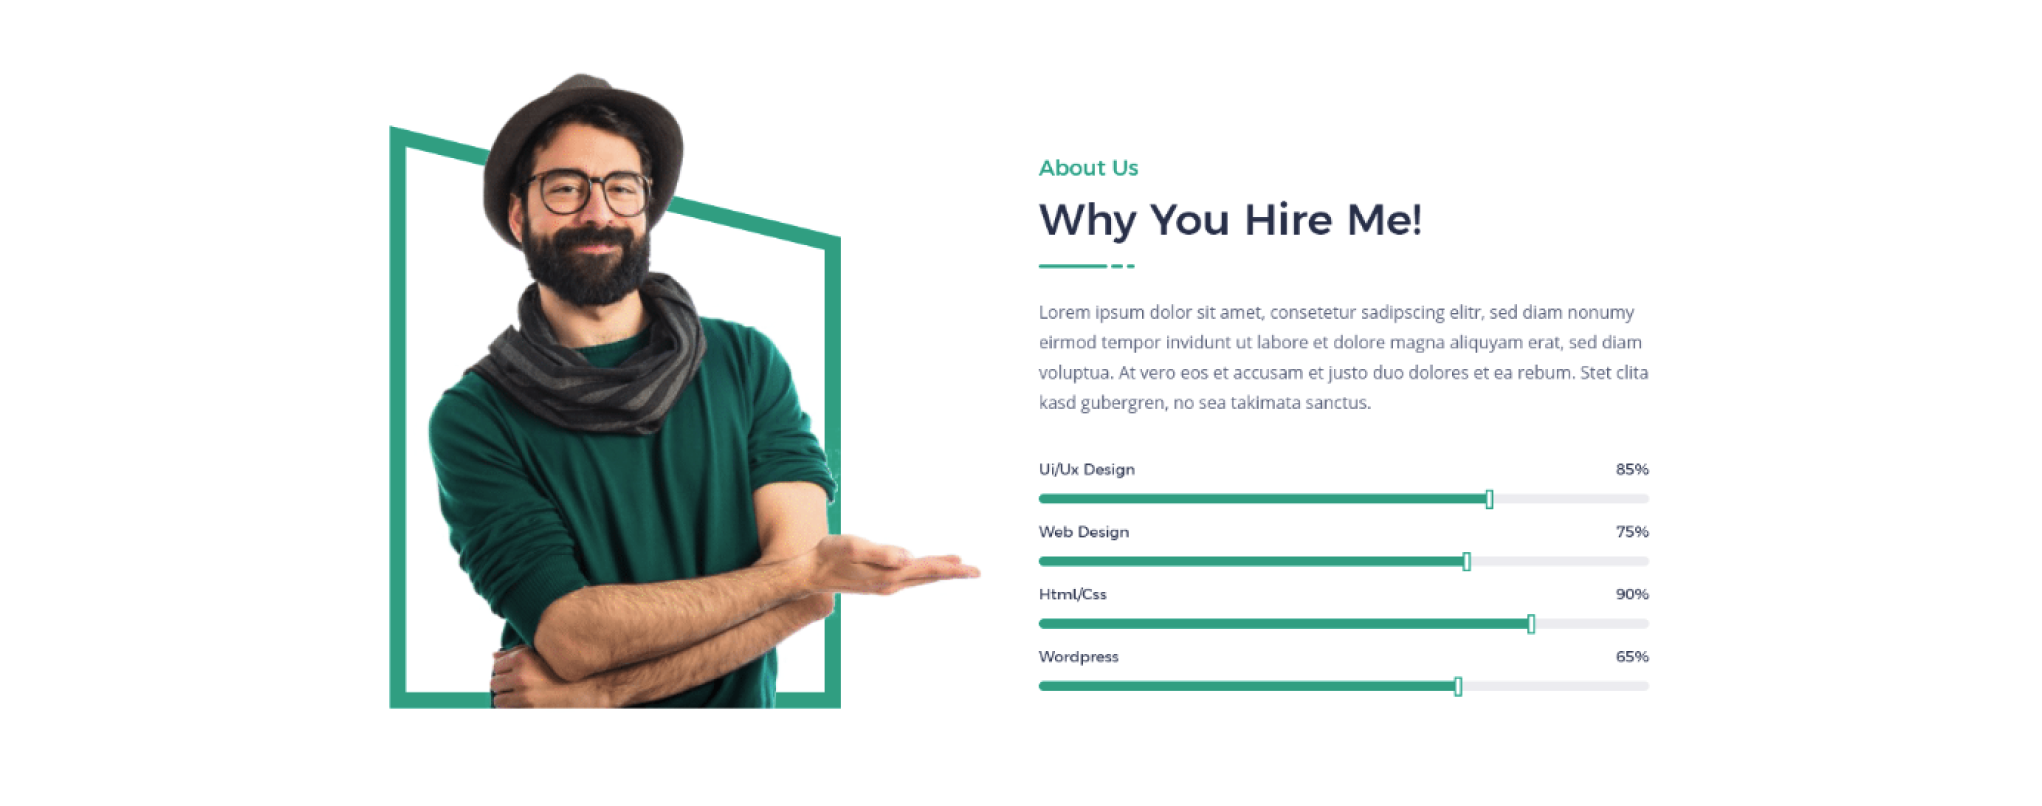 About Us
Why You Hire Me!
Lorem ipsum dolor sit amet, consetetur sadipscing elitr, sed diam nonumy
eirmod tempor invidunt ut labore et dolore magna aliquyam erat, sed diam
voluptua. At vero eos et accusam et justo duo dolores et ea rebum. Stet clita
kasd gubergren, no sea takimata sanctus.
Ui/Ux Design 85%
Web Design 75%
Html/Css 90%
Wordpress 65%